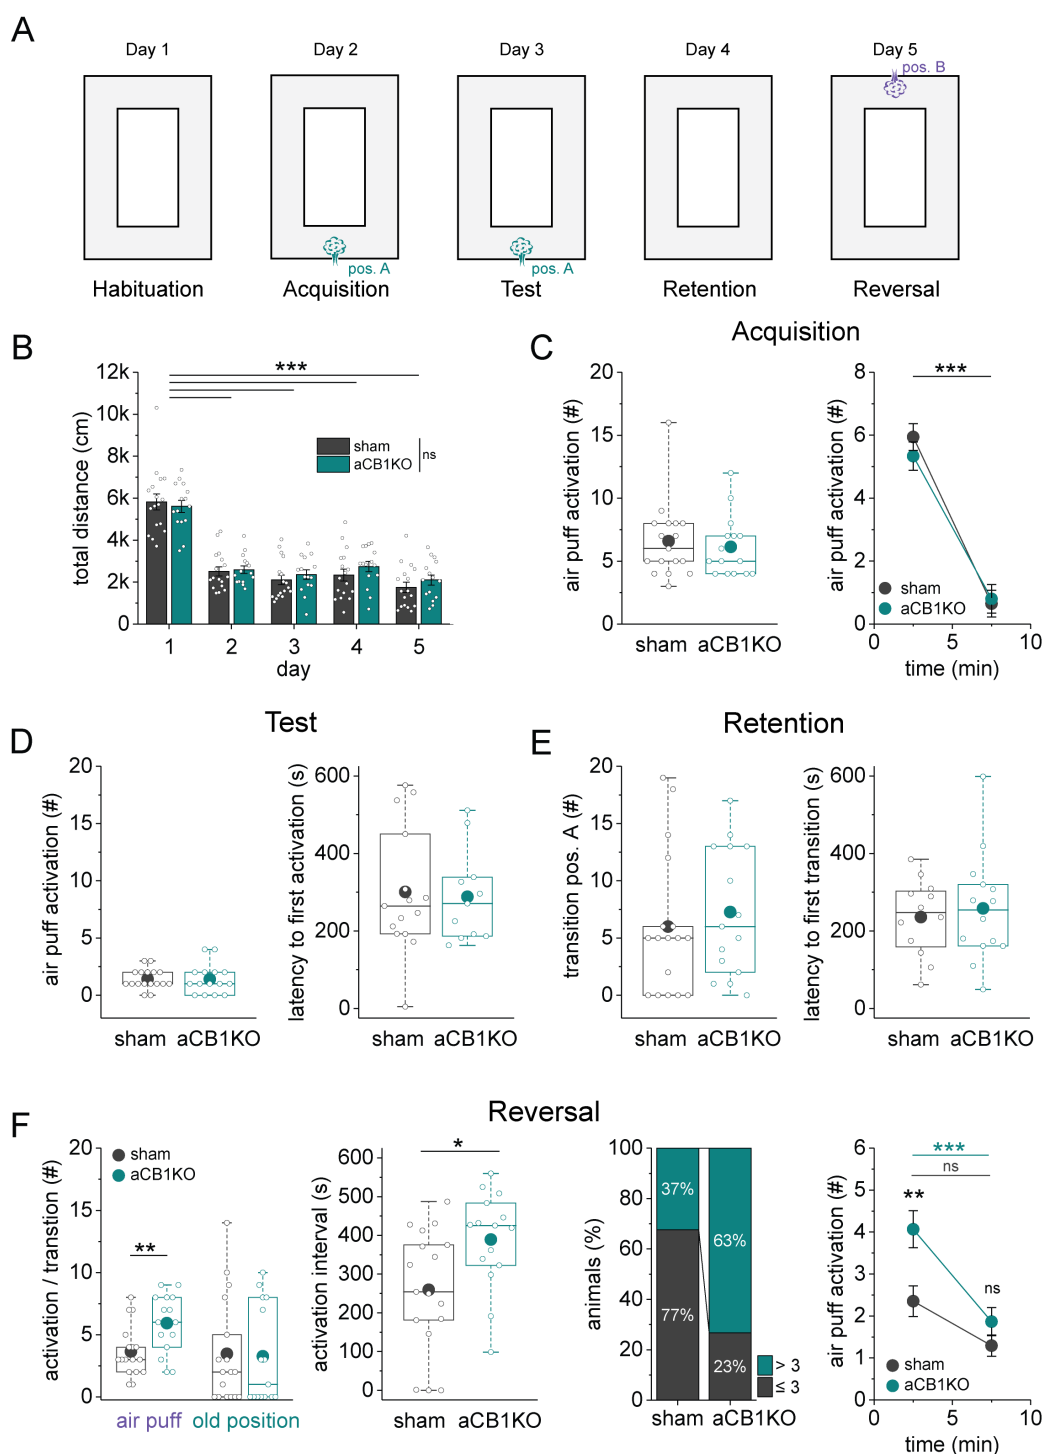 A
Day 1
Day 2
Day 3
Day 4
Day 5
pos. B
pos. A
pos. A
Habituation
Acquisition
Test
Retention
Reversal
B
total distance (cm)
12k
10k
8k
6k
4k
2k
0
***
sham
aCB1KO
ns
1
2
3
4
5
day
Acquisition
C
air puff activation (#)
20
15
10
5
0
sham aCB1KO
air puff activation (#)
8
6
4
2
0
***
sham
aCB1KO
0
5
10
time (min)
Test
D
air puff activation (#)
20
15
10
5
0
sham aCB1KO
latency to first activation (s)
600
400
200
0
sham aCB1KO
Retention
E
transition pos. A (#)
20
15
10
5
0
sham aCB1KO
latency to first transition (s)
600
400
200
0
sham aCB1KO
Reversal
F
activation / transtion (#)
20
15
10
5
0
sham
aCB1KO
**
air puff
old position
activation interval (s)
600
500
400
300
200
100
0
*
sham aCB1KO
animals (%)
100
80
60
40
20
0
37%
77%
63%
23%
> 3
≤ 3
sham aCB1KO
air puff activation (#)
6
5
4
3
2
1
0
***
ns
**
ns
sham
aCB1KO
0
5
10
time (min)